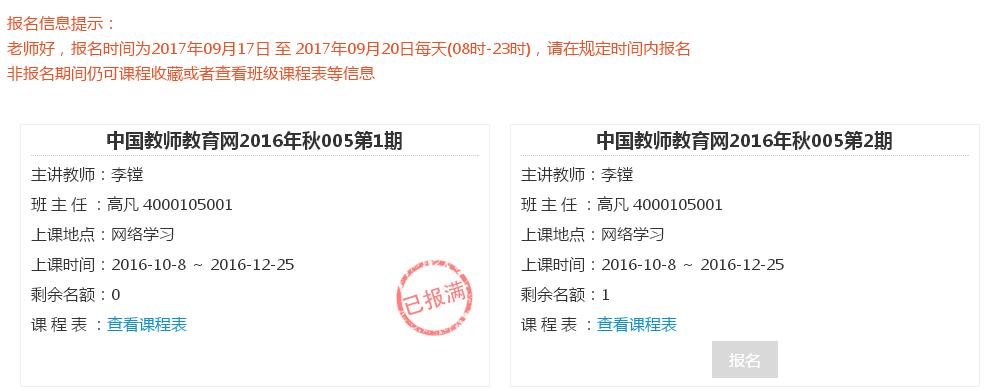 报名信息提示：
老师好，报名时间为2017年09月17日 至 2017年09月20日每天(08时-23时)，请在规定时间内报名
非报名期间仍可课程收藏或者查看班级课程表等信息
中国教师教育网2016年秋005第1期
主讲教师：李镗
班 主 任 ：高凡 4000105001
上课地点：网络学习
上课时间：2016-10-8 ～ 2016-12-25
剩余名额：0
课 程 表 ：查看课程表
已报满
中国教师教育网2016年秋005第2期
主讲教师：李镗
班 主 任 ：高凡 4000105001
上课地点：网络学习
上课时间：2016-10-8 ～ 2016-12-25
剩余名额：1
课 程 表 ：查看课程表
报名